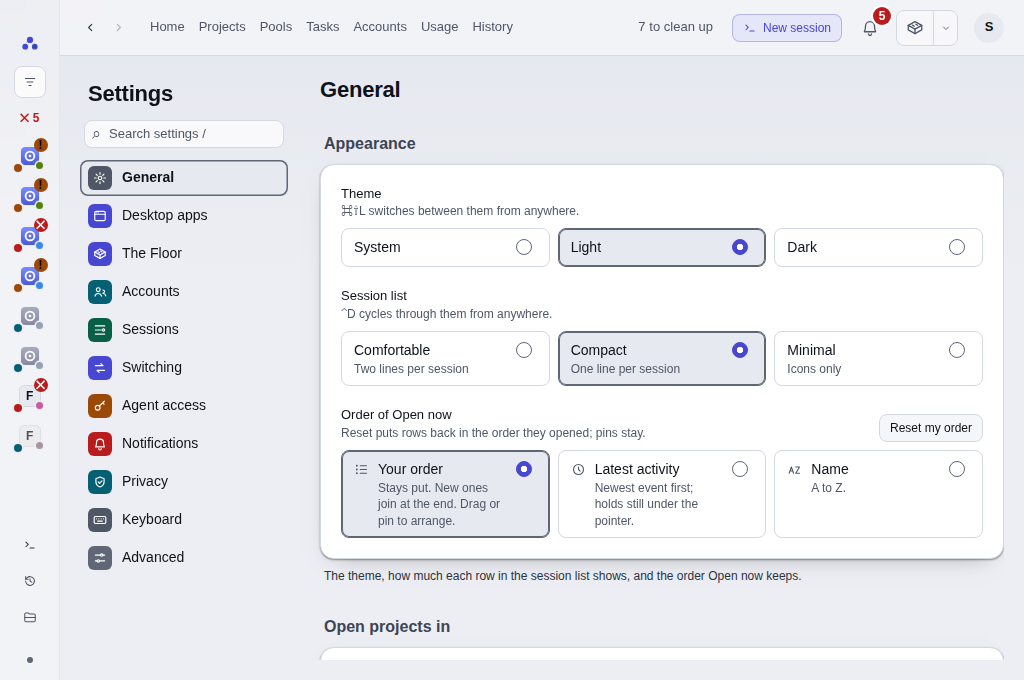 Home Projects Pools Tasks Accounts Usage History
7 to clean up
New session
5
S
5
!
!
!
F
F
Settings
Search settings /
General
Desktop apps
The Floor
Accounts
Sessions
Switching
Agent access
Notifications
Privacy
Keyboard
Advanced
General
Appearance
Theme
⌘⇧L switches between them from anywhere.
System
Light
Dark
Session list
^D cycles through them from anywhere.
Comfortable
Two lines per session
Compact
One line per session
Minimal
Icons only
Order of Open now
Reset puts rows back in the order they opened; pins stay.
Reset my order
Your order
Stays put. New ones
join at the end. Drag or
pin to arrange.
Latest activity
Newest event first;
holds still under the
pointer.
AZ Name
A to Z.
The theme, how much each row in the session list shows, and the order Open now keeps.
Open projects in